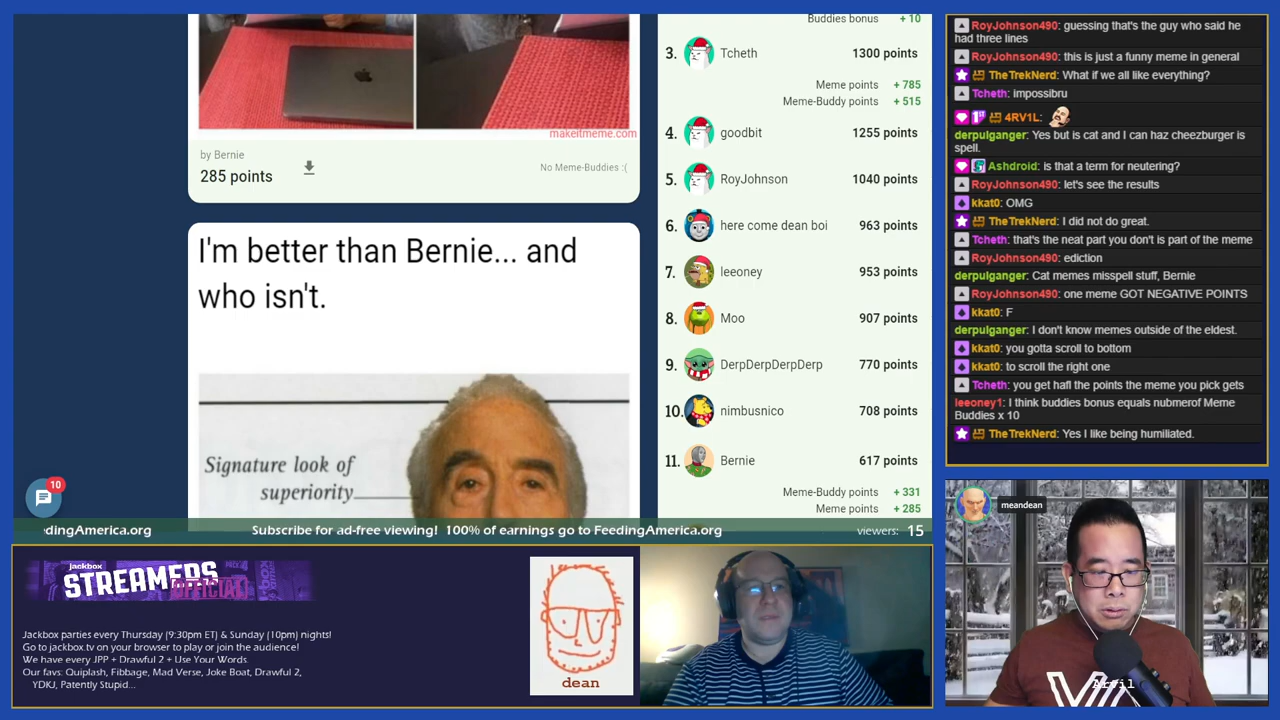 makeitmeme.com
by Bernie
285 points
No Meme-Buddies :(
I'm better than Bernie... and
who isn't.
Signature look of
superiority
10
Buddies bonus + 10
3. Tcheth 1300 points
Meme points + 785
Meme-Buddy points + 515
4. goodbit 1255 points
5. RoyJohnson 1040 points
6. here come dean boi 963 points
7. leeoney 953 points
8. Moo 907 points
9. DerpDerpDerpDerp 770 points
10. nimbusnico 708 points
11. Bernie 617 points
Meme-Buddy points + 331
Meme points + 285
RoyJohnson490: guessing that's the guy who said he
had three lines
RoyJohnson490: this is just a funny meme in general
TheTrekNerd: What if we all like everything?
Tcheth: impossibru
4RV1L:
derpulganger: Yes but is cat and I can haz cheezburger is
spell.
Ashdroid: is that a term for neutering?
RoyJohnson490: let's see the results
kkat0: OMG
TheTrekNerd: I did not do great.
Tcheth: that's the neat part you don't is part of the meme
RoyJohnson490: ediction
derpulganger: Cat memes misspell stuff, Bernie
RoyJohnson490: one meme GOT NEGATIVE POINTS
kkat0: F
derpulganger: I don't know memes outside of the eldest.
kkat0: you gotta scroll to bottom
kkat0: to scroll the right one
Tcheth: you get hafl the points the meme you pick gets
leeoney1: I think buddies bonus equals nubmerof Meme
Buddies x 10
TheTrekNerd: Yes I like being humiliated.
edingAmerica.org Subscribe for ad-free viewing! 100% of earnings go to FeedingAmerica.org viewers: 15
jackbox
STREAMERS
OFFICIAL
Jackbox parties every Thursday (9:30pm ET) & Sunday (10pm) nights!
Go to jackbox.tv on your browser to play or join the audience!
We have every JPP + Drawful 2 + Use Your Words
Our favs: Quiplash, Fibbage, Mad Verse, Joke Boat, Drawful 2,
YDKJ, Patently Stupid...
dean
meandean
Arvil